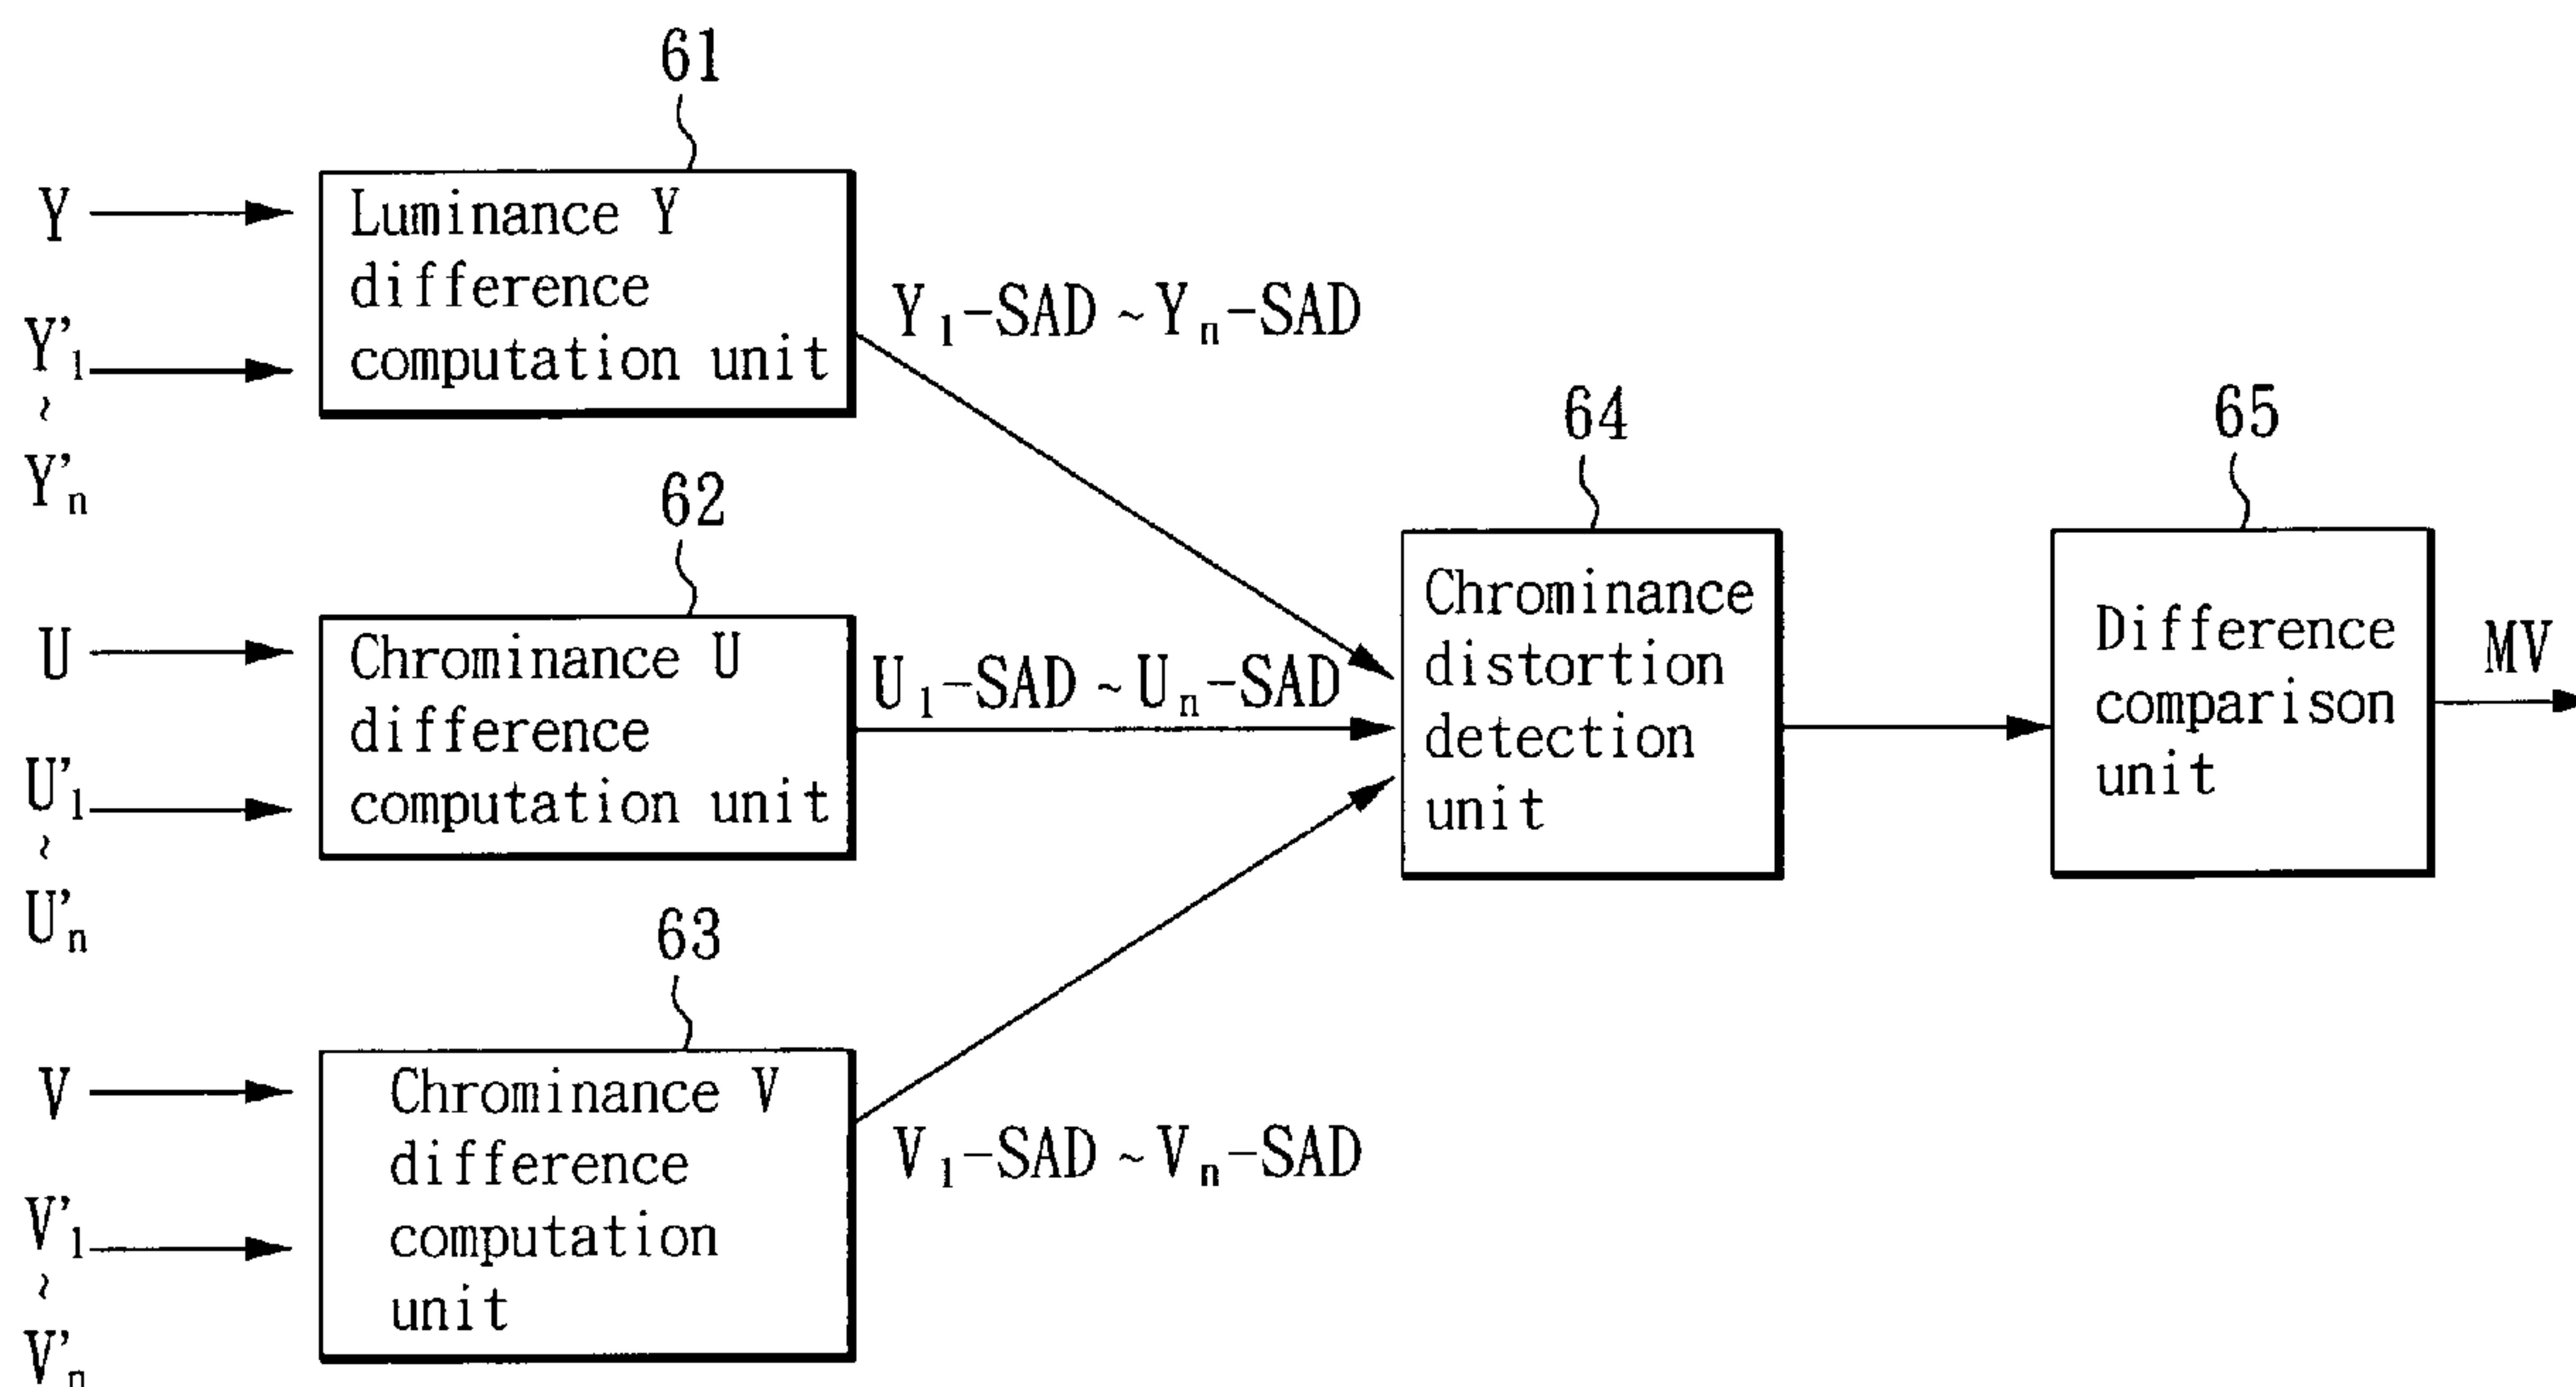 61
Y
Luminance Y
difference
computation unit
Y'1
~
Y'n
Y1-SAD ~ Yn-SAD
62
U
Chrominance U
difference
computation unit
U'1
~
U'n
U1-SAD ~ Un-SAD
63
V
Chrominance V
difference
computation
unit
V'1
~
V'n
V1-SAD ~ Vn-SAD
64
Chrominance
distortion
detection
unit
65
Difference
comparison
unit
MV